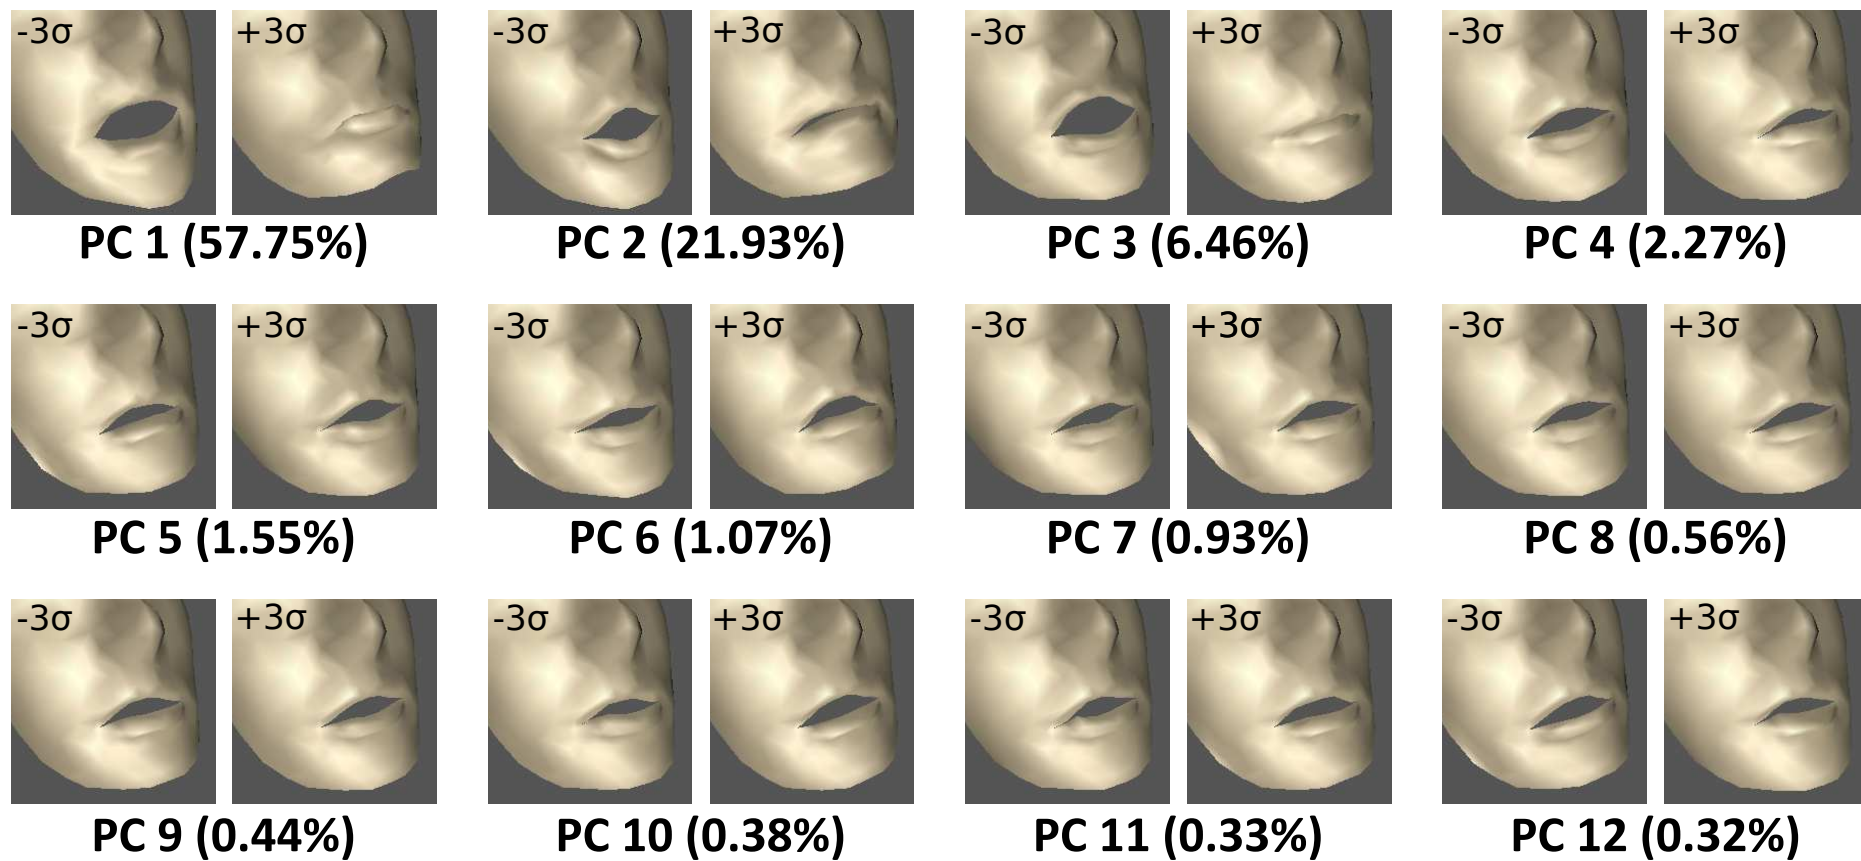 -3σ +3σ -3σ +3σ -3σ +3σ -3σ +3σ
PC 1 (57.75%) PC 2 (21.93%) PC 3 (6.46%) PC 4 (2.27%)
-3σ +3σ -3σ +3σ -3σ +3σ -3σ +3σ
PC 5 (1.55%) PC 6 (1.07%) PC 7 (0.93%) PC 8 (0.56%)
-3σ +3σ -3σ +3σ -3σ +3σ -3σ +3σ
PC 9 (0.44%) PC 10 (0.38%) PC 11 (0.33%) PC 12 (0.32%)